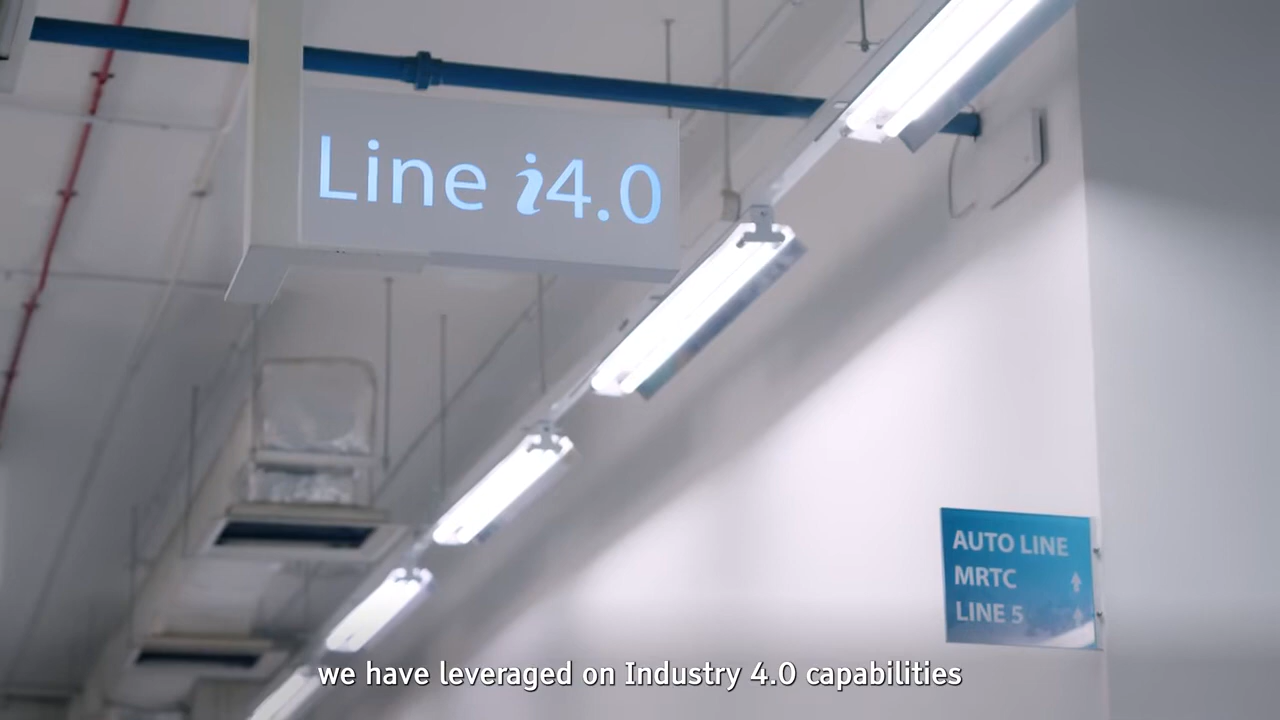 Line i4.0
AUTO LINE
MRTC
LINE 5
we have leveraged on Industry 4.0 capabilities